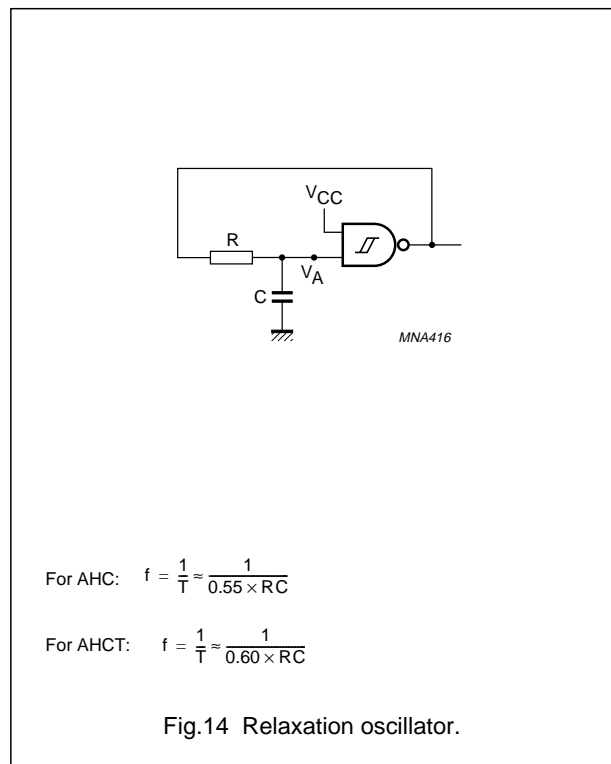 VCC
R
VA
C
MNA416
For AHC: f = 1/T ≈ 1/(0.55 × RC)
For AHCT: f = 1/T ≈ 1/(0.60 × RC)
Fig.14 Relaxation oscillator.